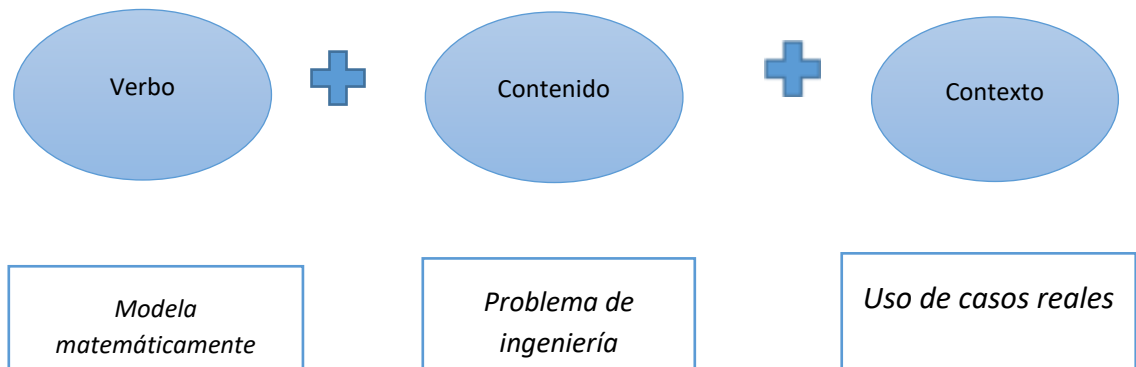 Verbo
Contenido
Contexto
Modela
matemáticamente
Problema de
ingeniería
Uso de casos reales